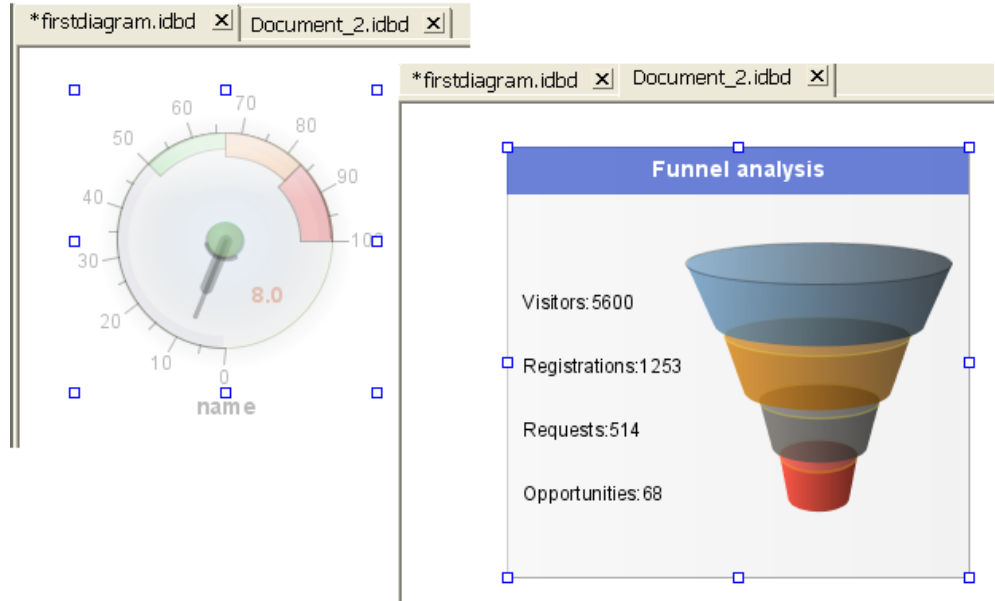 *firstdiagram.idbd
Document_2.idbd
60
70
50
80
40
90
30
100
20
8.0
10
0
name
*firstdiagram.idbd
Document_2.idbd
Funnel analysis
Visitors:5600
Registrations:1253
Requests:514
Opportunities:68